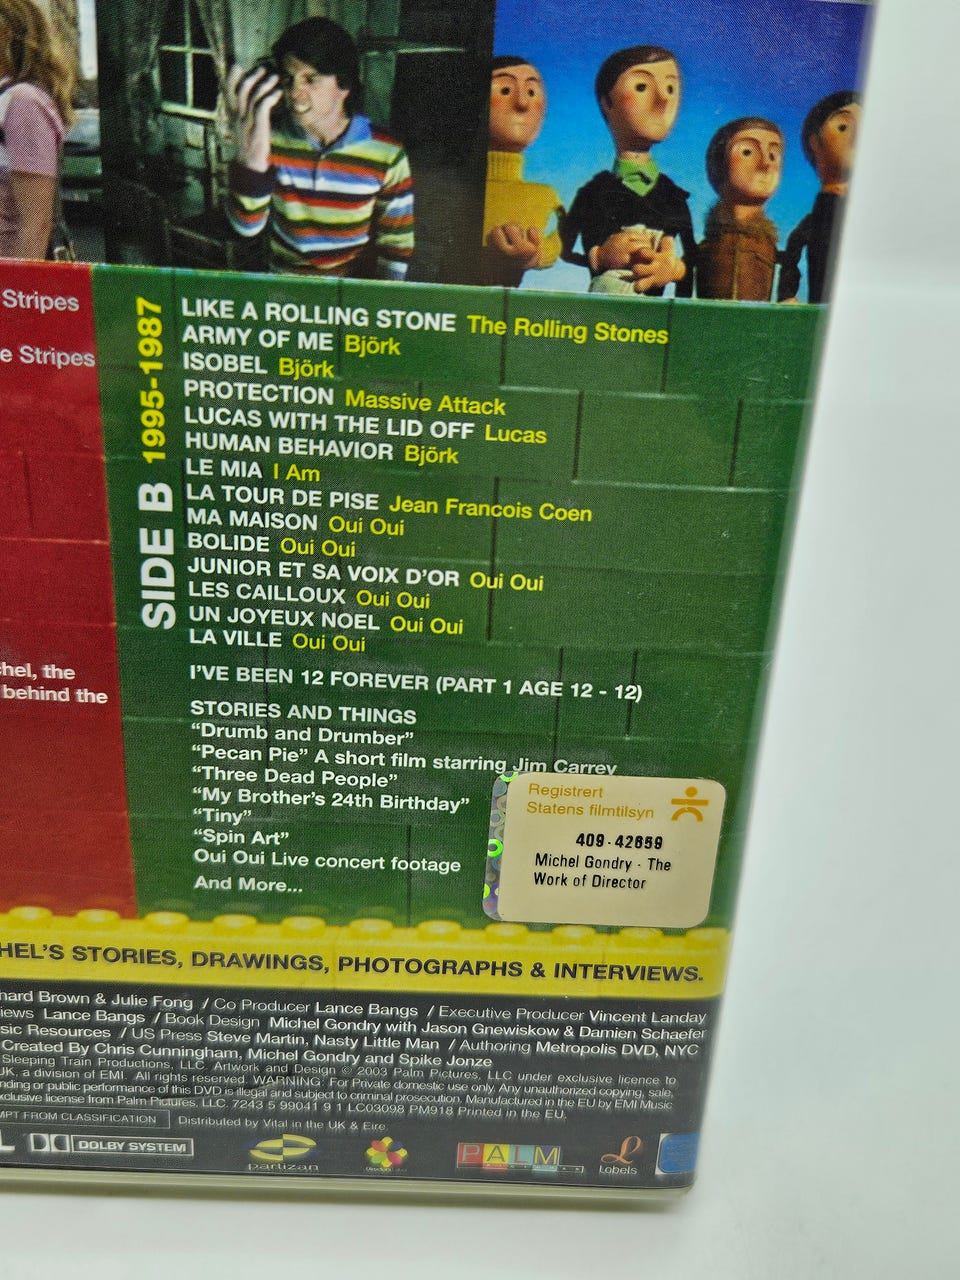 Stripes
e Stripes
hel, the
behind the
SIDE B 1995-1987
LIKE A ROLLING STONE The Rolling Stones
ARMY OF ME Björk
ISOBEL Björk
PROTECTION Massive Attack
LUCAS WITH THE LID OFF Lucas
HUMAN BEHAVIOR Björk
LE MIA I Am
LA TOUR DE PISE Jean Francois Coen
MA MAISON Oui Oui
BOLIDE Oui Oui
JUNIOR ET SA VOIX D'OR Oui Oui
LES CAILLOUX Oui Oui
UN JOYEUX NOEL Oui Oui
LA VILLE Oui Oui
I'VE BEEN 12 FOREVER (PART 1 AGE 12 - 12)
STORIES AND THINGS
“Drumb and Drumber”
“Pecan Pie” A short film starring Jim Carrey
“Three Dead People”
“My Brother's 24th Birthday”
“Tiny”
“Spin Art”
Oui Oui Live concert footage
And More...
Registrert
Statens filmtilsyn
409-42659
Michel Gondry - The
Work of Director
HEL'S STORIES, DRAWINGS, PHOTOGRAPHS & INTERVIEWS.
hard Brown & Julie Fong / Co Producer Lance Bangs / Executive Producer Vincent Landay
iews Lance Bangs / Book Design Michel Gondry with Jason Gnewiskow & Damien Schaefer
sic Resources / US Press Steve Martin, Nasty Little Man / Authoring Metropolis DVD, NYC
Created By Chris Cunningham, Michel Gondry and Spike Jonze
Sleeping Train Productions, LLC. Artwork and Design © 2003 Palm Pictures, LLC under exclusive licence to
UK, a division of EMI. All rights reserved. WARNING: For Private domestic use only. Any unauthorized copying, sale,
nding or public performance of this DVD is illegal and subject to criminal prosecution. Manufactured in the EU by EMI Music
xclusive license from Palm Pictures, LLC. 7243 5 99041 9 1 LC03098 PM918 Printed in the EU.
MPT FROM CLASSIFICATION Distributed by Vital in the UK & Eire.
DOLBY SYSTEM
partizan
PALM
Labels